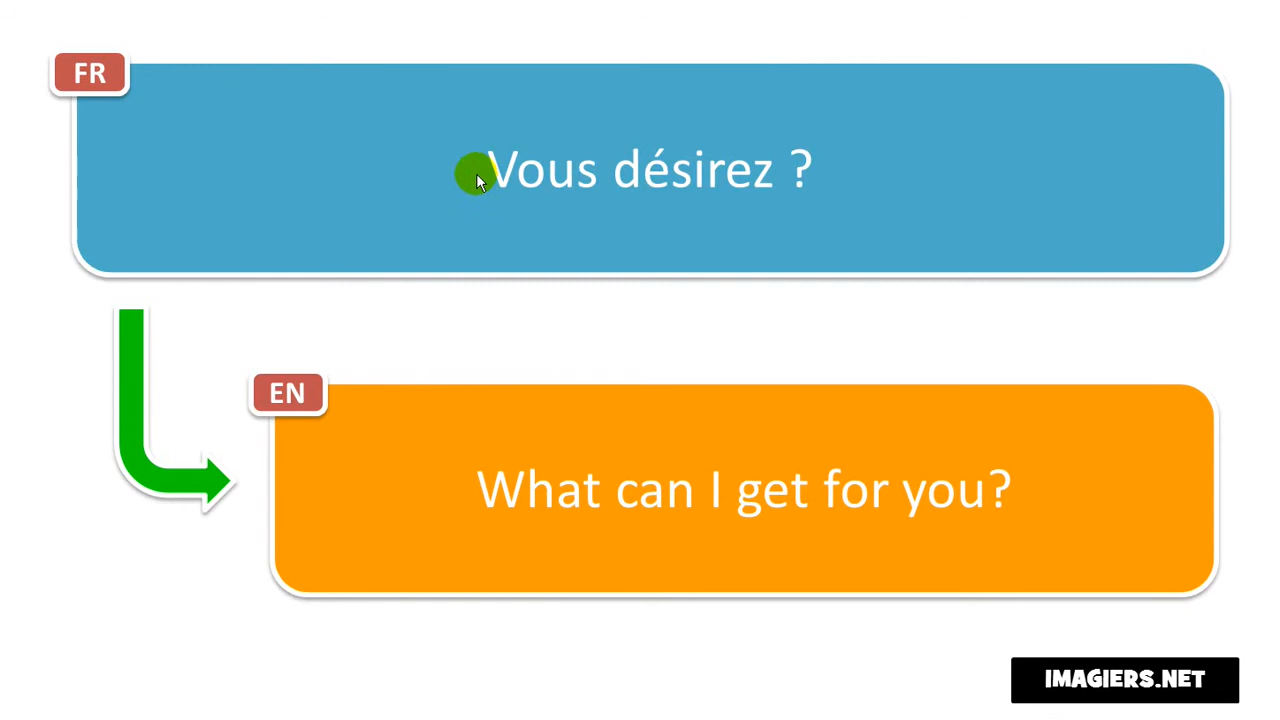 FR
Vous désirez ?
EN
What can I get for you?
IMAGIERS.NET